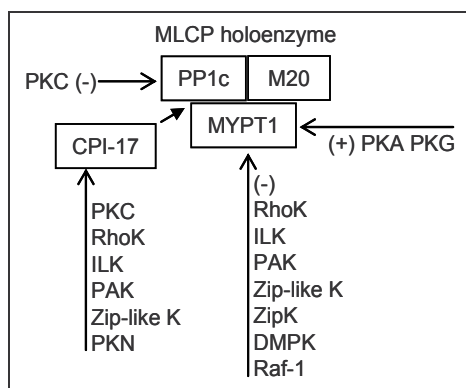 MLCP holoenzyme
PKC (-)
PP1c
M20
MYPT1
CPI-17
(+) PKA PKG
PKC
RhoK
ILK
PAK
Zip-like K
PKN
(-)
RhoK
ILK
PAK
Zip-like K
ZipK
DMPK
Raf-1